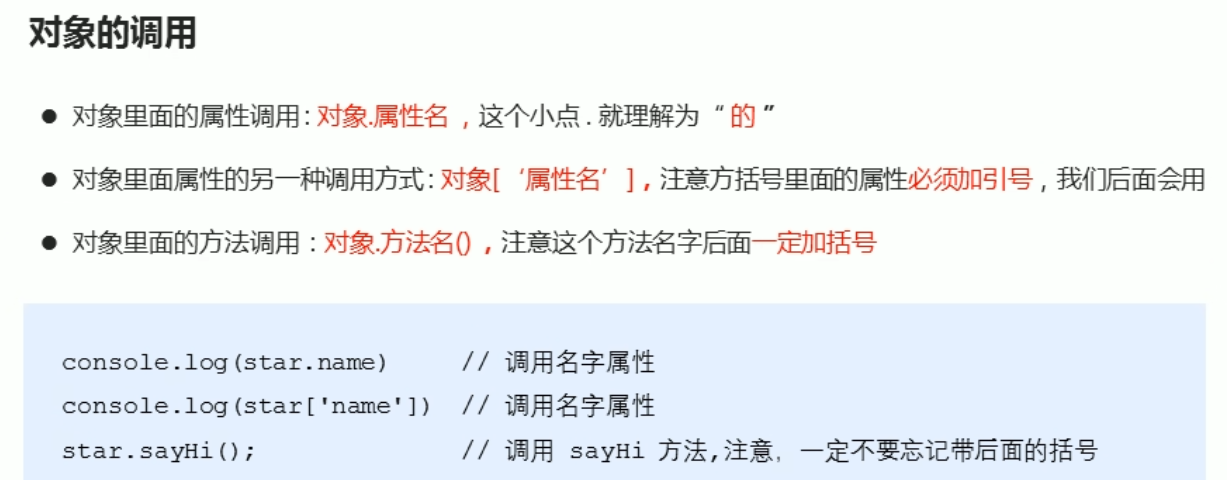 对象的调用
● 对象里面的属性调用 : 对象.属性名 , 这个小点 . 就理解为 “ 的 ”
● 对象里面属性的另一种调用方式 : 对象[ ‘属性名’ ] , 注意方括号里面的属性必须加引号 , 我们后面会用
● 对象里面的方法调用 : 对象.方法名() , 注意这个方法名字后面一定加括号
console.log(star.name) // 调用名字属性
console.log(star['name']) // 调用名字属性
star.sayHi(); // 调用 sayHi 方法,注意, 一定不要忘记带后面的括号